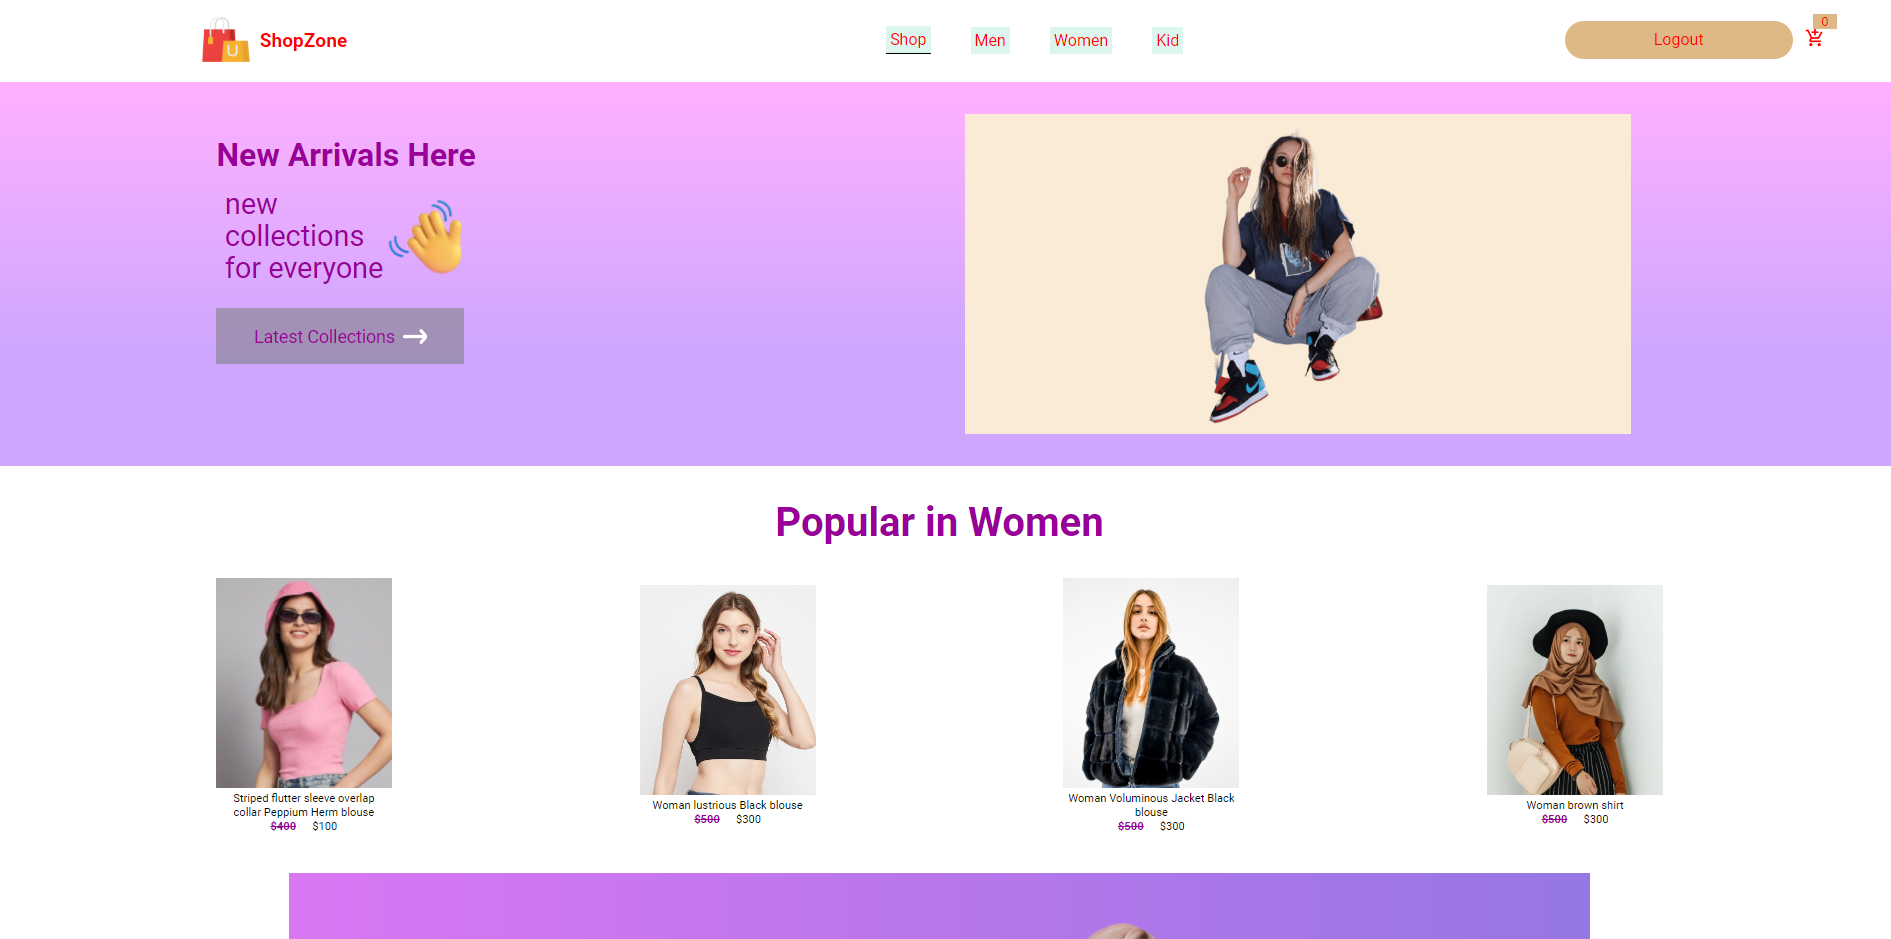 U
ShopZone
Shop
Men
Women
Kid
Logout
0
New Arrivals Here
new
collections
for everyone
Latest Collections
Popular in Women
Striped flutter sleeve overlap
collar Peppium Herm blouse
$400 $100
Woman lustrious Black blouse
$500 $300
Woman Voluminous Jacket Black
blouse
$500 $300
Woman brown shirt
$500 $300